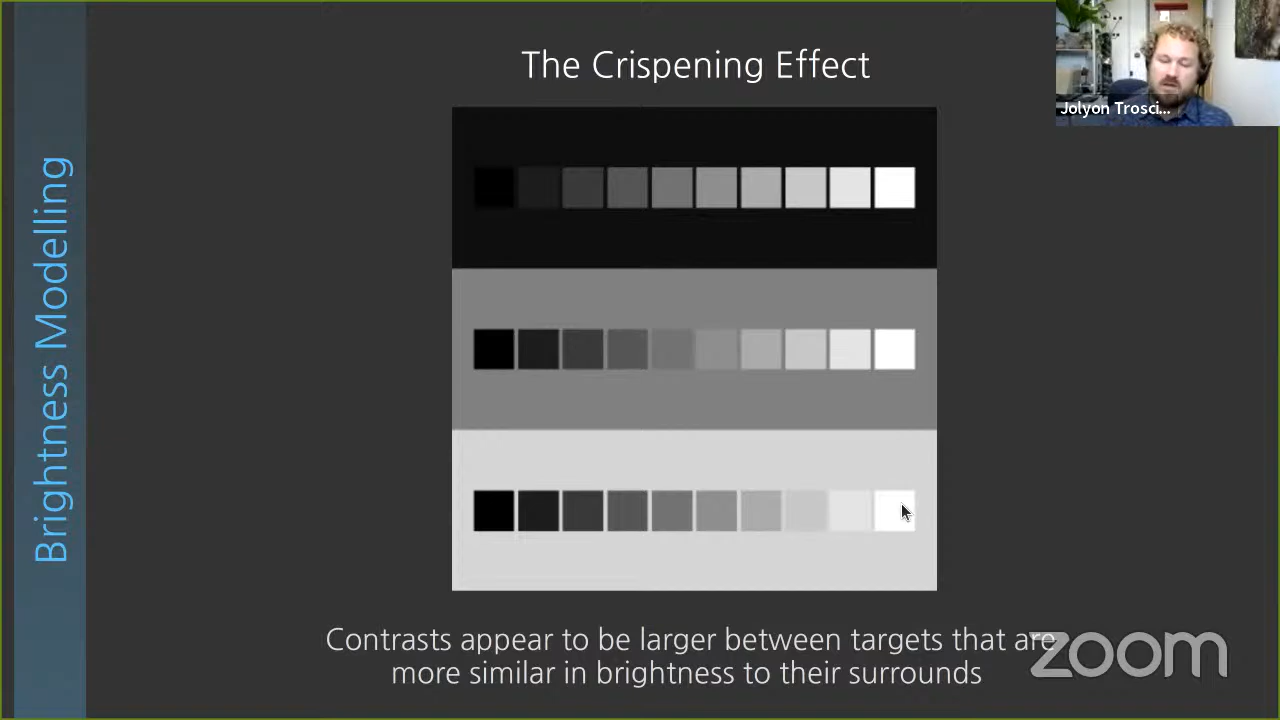 The Crispening Effect
Jolyon Trosci...
Brightness Modelling
Contrasts appear to be larger between targets that are
more similar in brightness to their surrounds
zoom